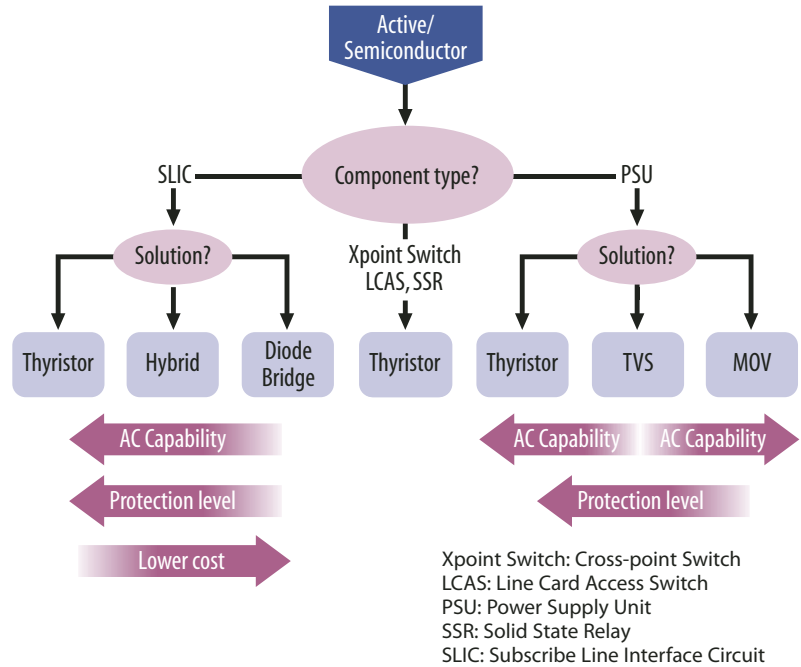 Active/
Semiconductor
Component type?
SLIC
PSU
Solution?
Xpoint Switch
LCAS, SSR
Solution?
Thyristor
Hybrid
Diode
Bridge
Thyristor
Thyristor
TVS
MOV
AC Capability
AC Capability
AC Capability
Protection level
Protection level
Lower cost
Xpoint Switch: Cross-point Switch
LCAS: Line Card Access Switch
PSU: Power Supply Unit
SSR: Solid State Relay
SLIC: Subscribe Line Interface Circuit